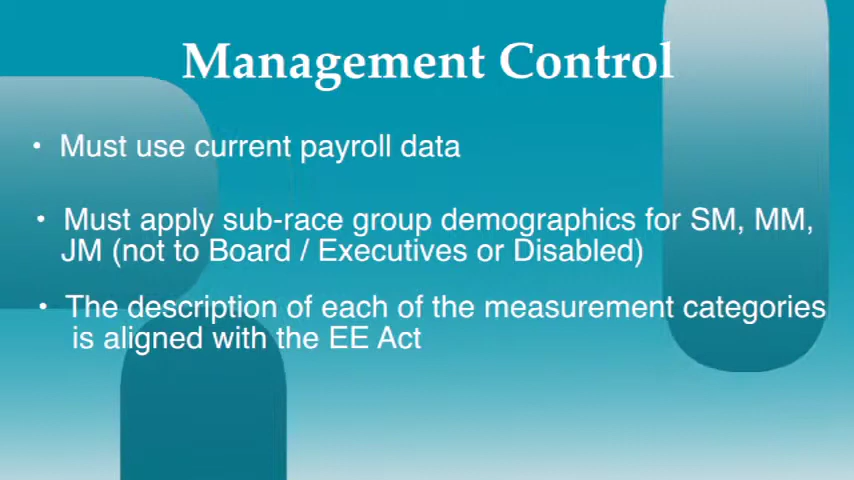 Management Control
• Must use current payroll data
• Must apply sub-race group demographics for SM, MM,
JM (not to Board / Executives or Disabled)
• The description of each of the measurement categories
is aligned with the EE Act